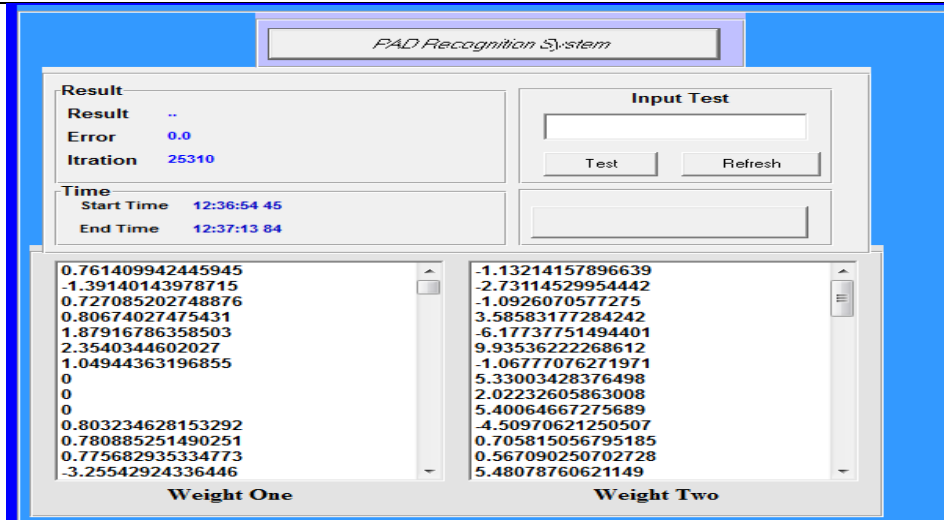 PAD Recognition System
Result
Result ..
Error 0.0
Itration 25310
Input Test
Test Refresh
Time
Start Time 12:36:54 45
End Time 12:37:13 84
0.761409942445945
-1.39140143978715
0.727085202748876
0.80674027475431
1.87916786358503
2.3540344602027
1.04944363196855
0
0
0
0.803234628153292
0.780885251490251
0.775682935334773
-3.25542924336446
Weight One
-1.13214157896639
-2.73114529954442
-1.0926070577275
3.58583177284242
-6.17737751494401
9.93536222268612
-1.06777076271971
5.33003428376498
2.02232605863008
5.40064667275689
-4.50970621250507
0.705815056795185
0.567090250702728
5.48078760621149
Weight Two